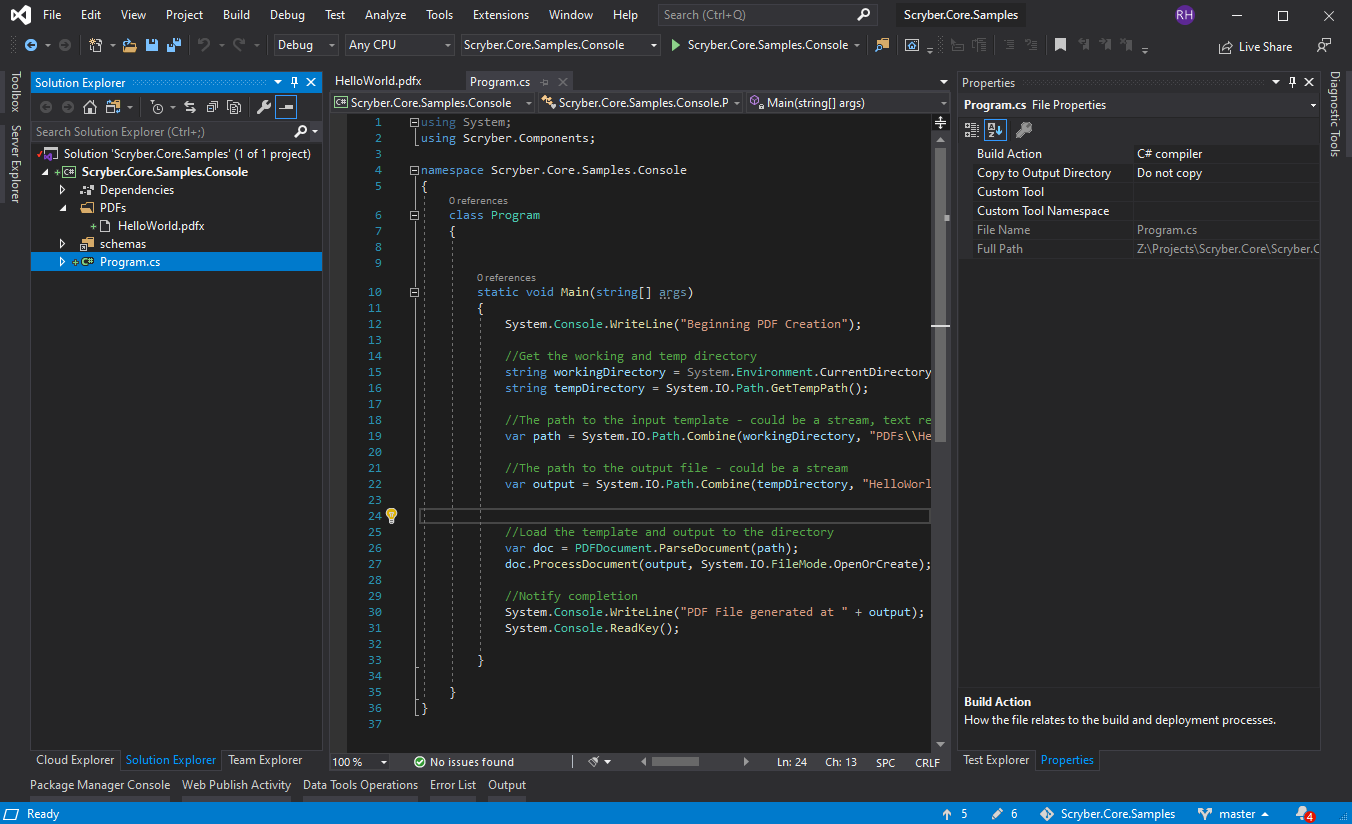 File Edit View Project Build Debug Test Analyze Tools Extensions Window Help Search (Ctrl+Q) Scryber.Core.Samples RH
Debug Any CPU Scryber.Core.Samples.Console Scryber.Core.Samples.Console Live Share
Toolbox
Server Explorer
Solution Explorer
Search Solution Explorer (Ctrl+;)
Solution 'Scryber.Core.Samples' (1 of 1 project)
Scryber.Core.Samples.Console
Dependencies
PDFs
HelloWorld.pdfx
schemas
Program.cs
Cloud Explorer Solution Explorer Team Explorer
HelloWorld.pdfx Program.cs
Scryber.Core.Samples.Console Scryber.Core.Samples.Console.P Main(string[] args)
1 using System;
2 using Scryber.Components;
3
4 namespace Scryber.Core.Samples.Console
5 {
0 references
6 class Program
7 {
8
9
0 references
10 static void Main(string[] args)
11 {
12 System.Console.WriteLine("Beginning PDF Creation");
13
14 //Get the working and temp directory
15 string workingDirectory = System.Environment.CurrentDirectory
16 string tempDirectory = System.IO.Path.GetTempPath();
17
18 //The path to the input template - could be a stream, text re
19 var path = System.IO.Path.Combine(workingDirectory, "PDFs\\He
20
21 //The path to the output file - could be a stream
22 var output = System.IO.Path.Combine(tempDirectory, "HelloWorl
23
24
25 //Load the template and output to the directory
26 var doc = PDFDocument.ParseDocument(path);
27 doc.ProcessDocument(output, System.IO.FileMode.OpenOrCreate);
28
29 //Notify completion
30 System.Console.WriteLine("PDF File generated at " + output);
31 System.Console.ReadKey();
32
33 }
34
35 }
36 }
37
100 % No issues found Ln: 24 Ch: 13 SPC CRLF
Properties
Program.cs File Properties
Build Action C# compiler
Copy to Output Directory Do not copy
Custom Tool
Custom Tool Namespace
File Name Program.cs
Full Path Z:\Projects\Scryber.Core\Scryber.C
Build Action
How the file relates to the build and deployment processes.
Test Explorer Properties
Diagnostic Tools
Package Manager Console Web Publish Activity Data Tools Operations Error List Output
Ready 5 6 Scryber.Core.Samples master 4